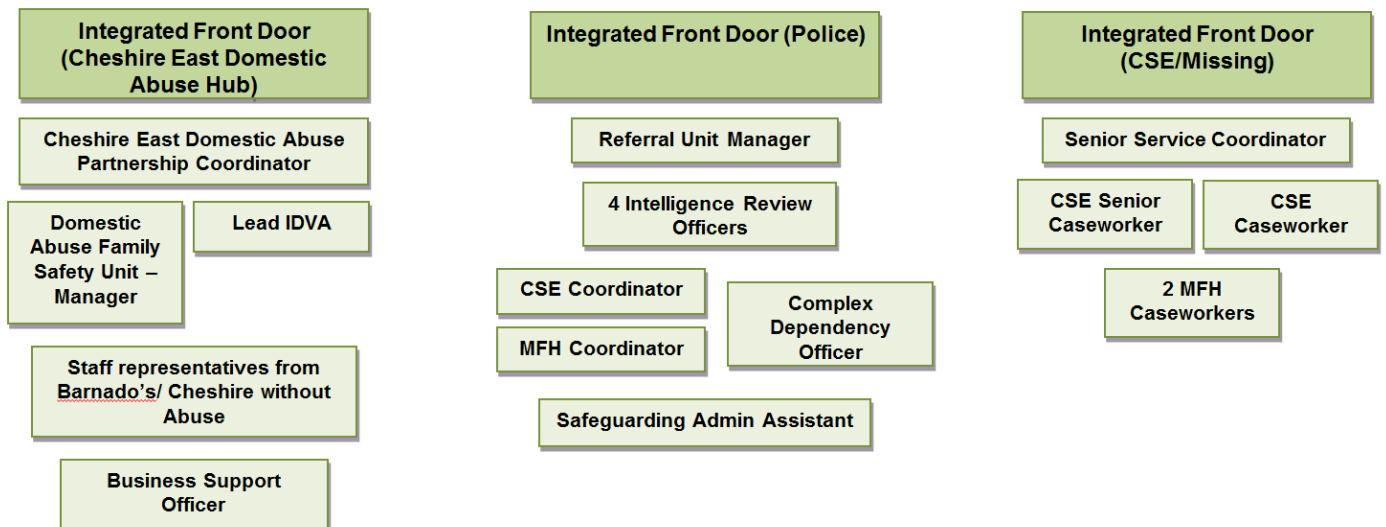 Integrated Front Door
(Cheshire East Domestic
Abuse Hub)
Cheshire East Domestic Abuse
Partnership Coordinator
Domestic
Abuse Family
Safety Unit –
Manager
Lead IDVA
Staff representatives from
Barnado's/ Cheshire without
Abuse
Business Support
Officer
Integrated Front Door (Police)
Referral Unit Manager
4 Intelligence Review
Officers
CSE Coordinator
MFH Coordinator
Complex
Dependency
Officer
Safeguarding Admin Assistant
Integrated Front Door
(CSE/Missing)
Senior Service Coordinator
CSE Senior
Caseworker
CSE
Caseworker
2 MFH
Caseworkers